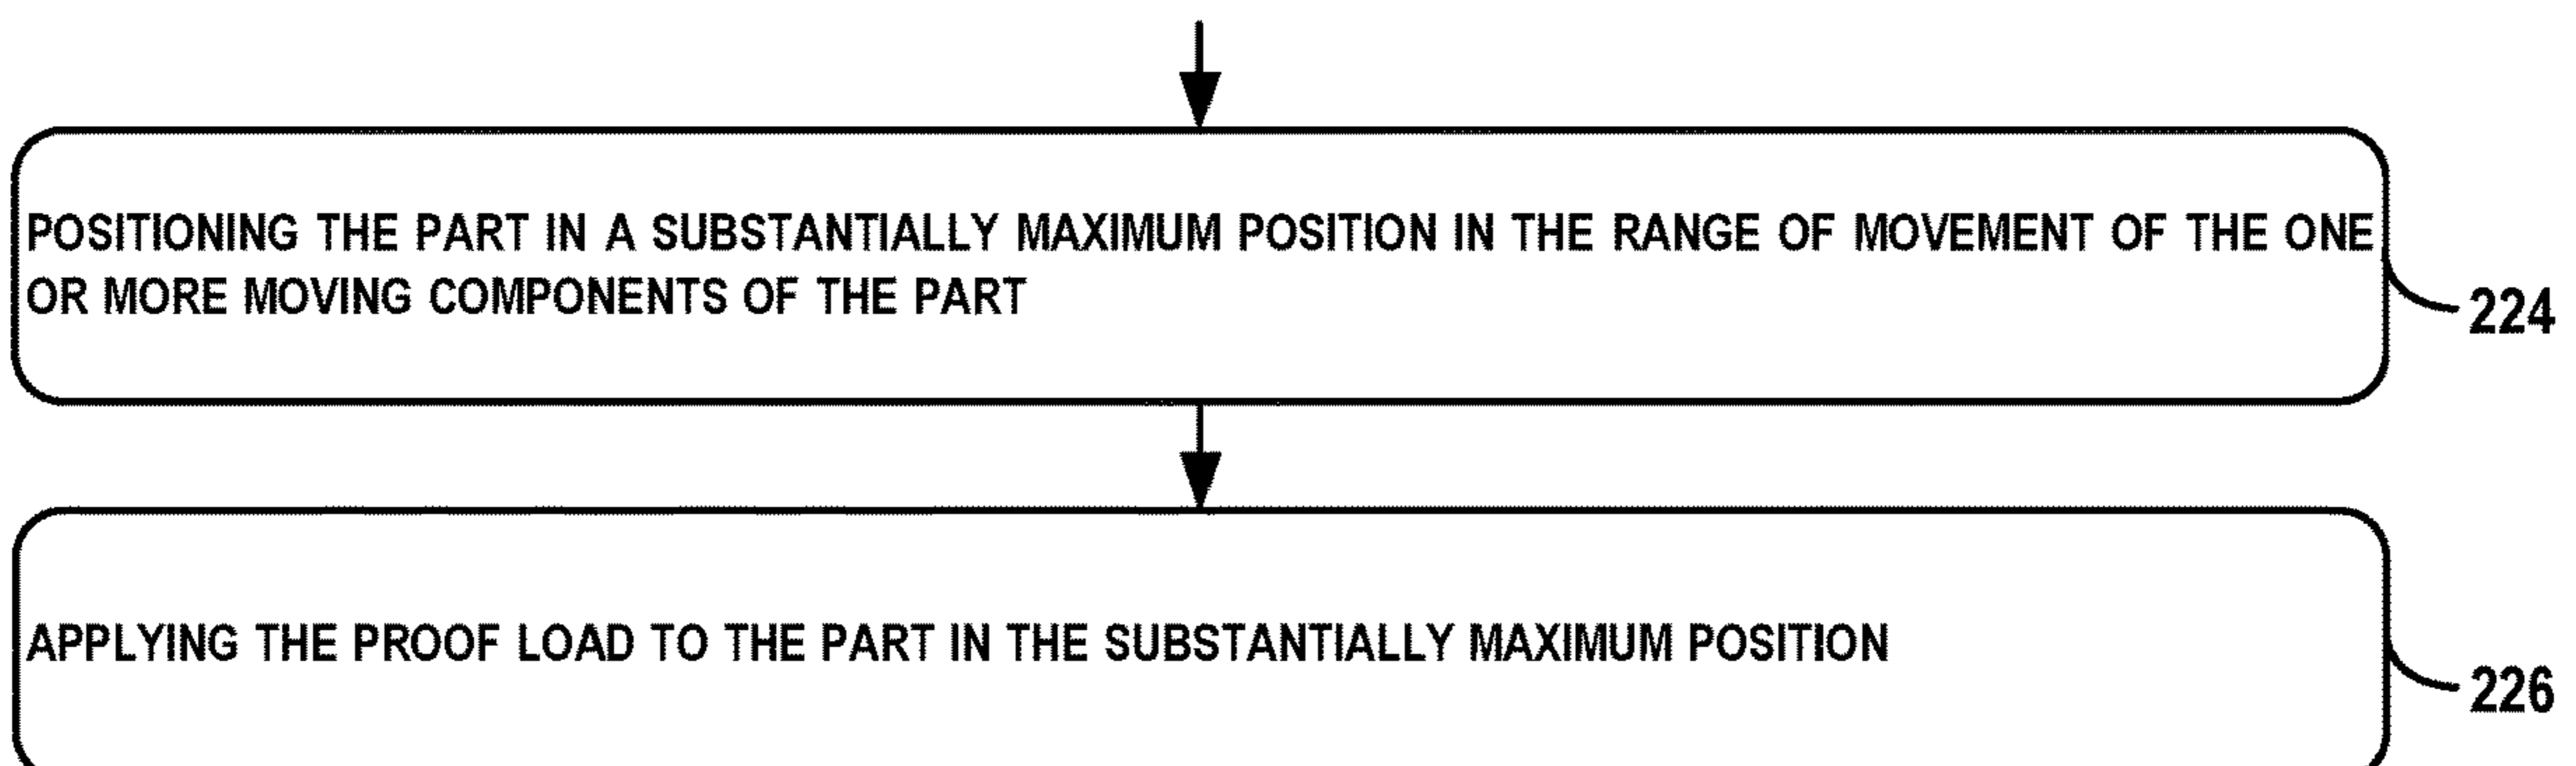 POSITIONING THE PART IN A SUBSTANTIALLY MAXIMUM POSITION IN THE RANGE OF MOVEMENT OF THE ONE
OR MORE MOVING COMPONENTS OF THE PART
224
APPLYING THE PROOF LOAD TO THE PART IN THE SUBSTANTIALLY MAXIMUM POSITION
226